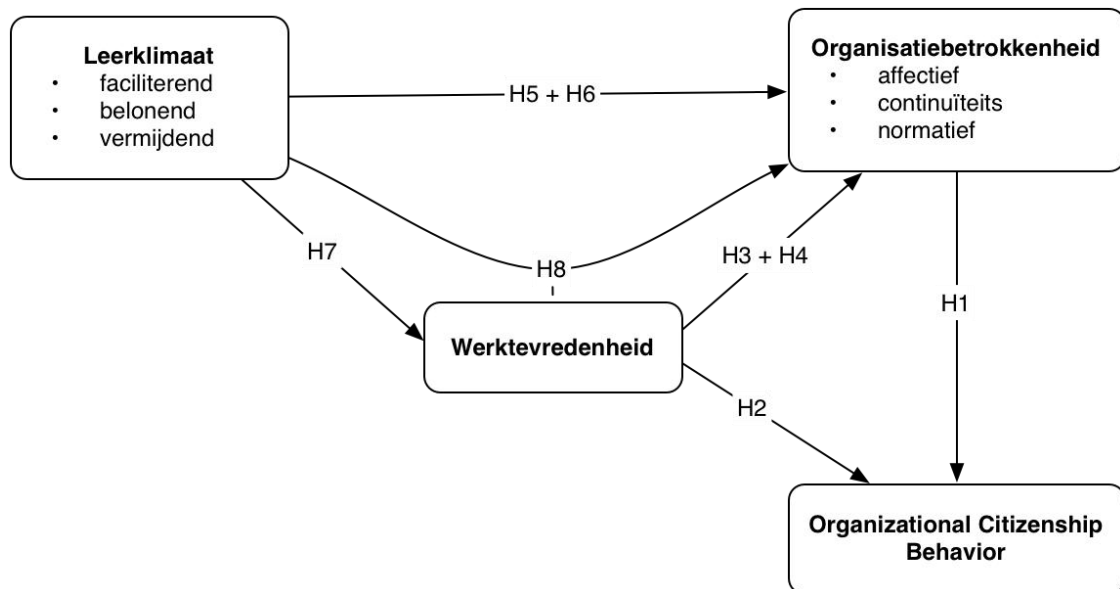 Leerklimaat
• faciliterend
• belonend
• vermijdend
Organisatiebetrokkenheid
• affectief
• continuïteits
• normatief
H5 + H6
H7
H8
H3 + H4
H1
Werktevredenheid
H2
Organizational Citizenship
Behavior